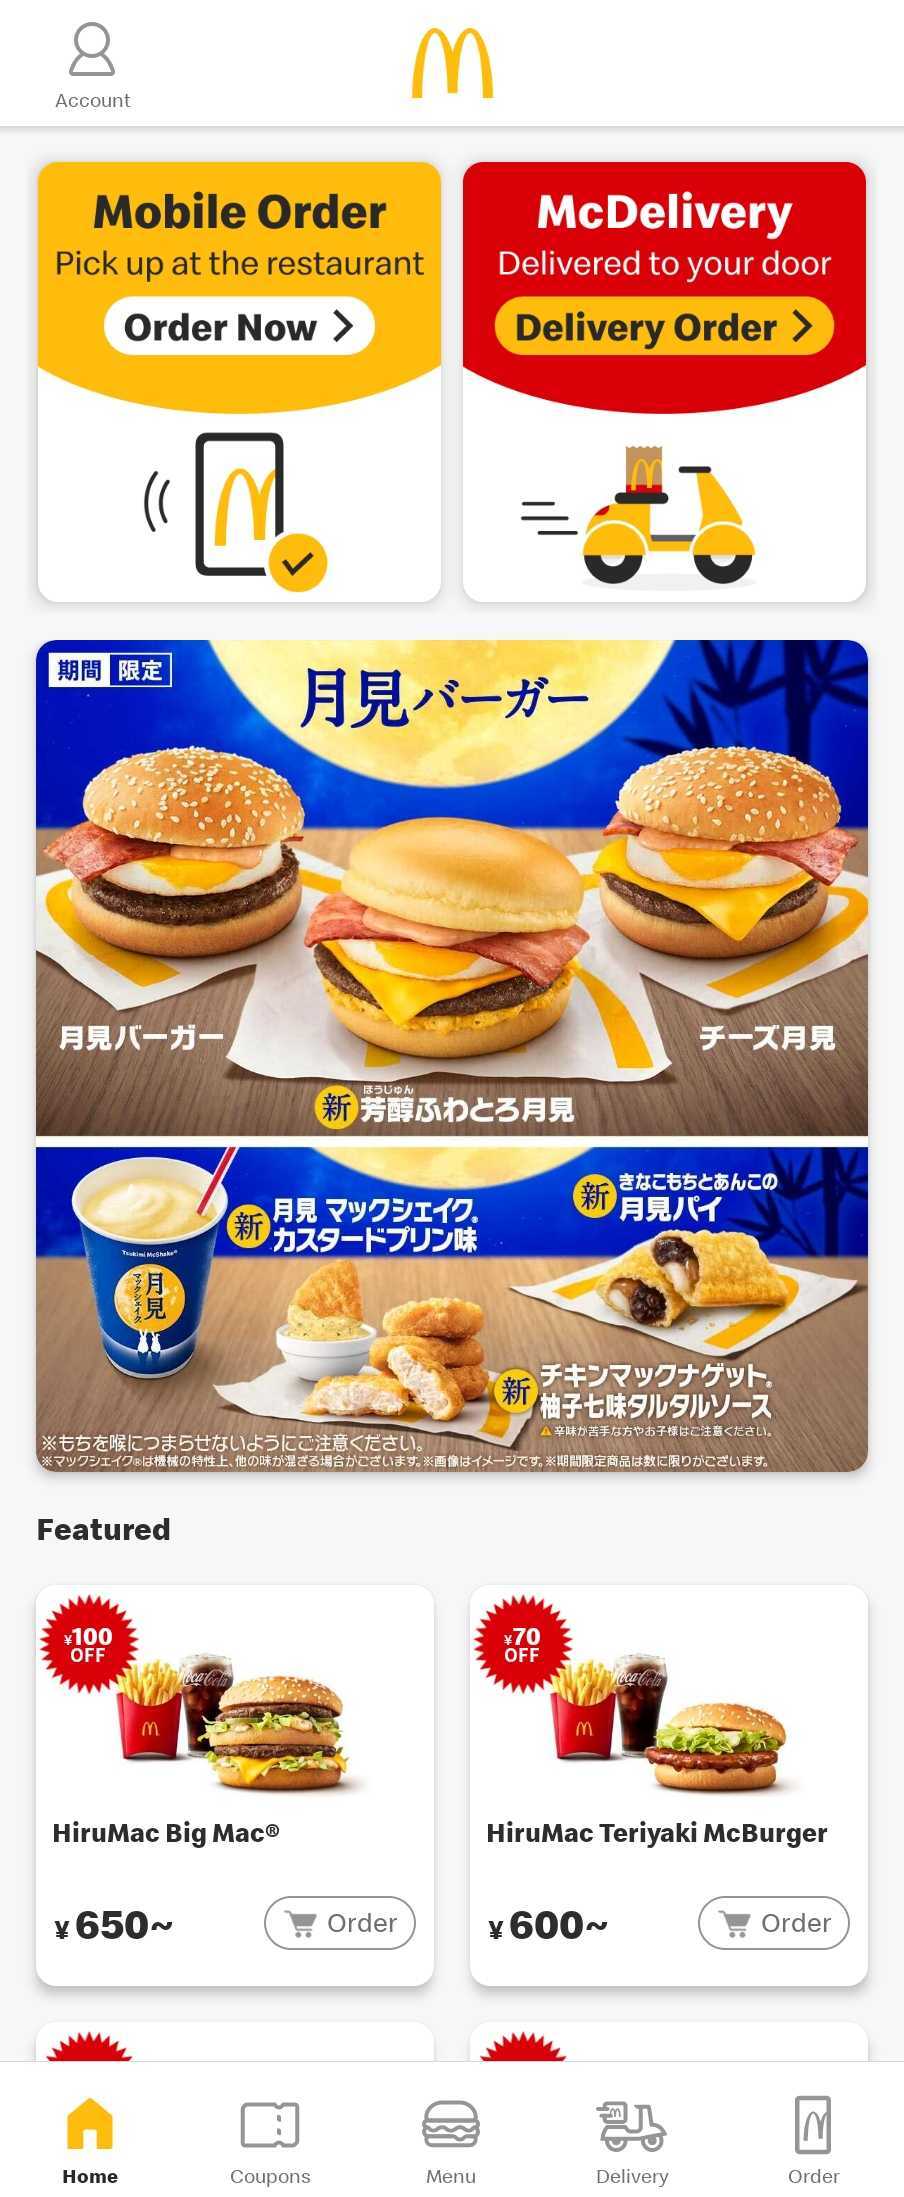 Account
Mobile Order
Pick up at the restaurant
Order Now
McDelivery
Delivered to your door
Delivery Order
期間 限定
月見バーガー
月見バーガー
チーズ月見
ほうじゅん
新 芳醇ふわとろ月見
新 月見 マックシェイク®
カスタードプリン味
新 きなこもちとあんこの
月見パイ
Tsukimi McShake®
月見
マックシェイク
新 チキンマックナゲット®
柚子七味タルタルソース
辛味が苦手な方やお子様はご注意ください。
※もちを喉につまらせないようにご注意ください。
※マックシェイク®は機械の特性上、他の味が混ざる場合がございます。※画像はイメージです。※期間限定商品は数に限りがございます。
Featured
¥100
OFF
Coca-Cola
HiruMac Big Mac®
¥ 650~
Order
¥70
OFF
Coca-Cola
HiruMac Teriyaki McBurger
¥ 600~
Order
Home
Coupons
Menu
Delivery
Order